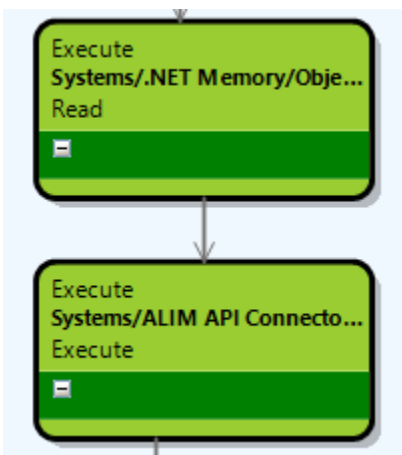 Execute
Systems/.NET Memory/Obje...
Read
Execute
Systems/ALIM API Connecto...
Execute